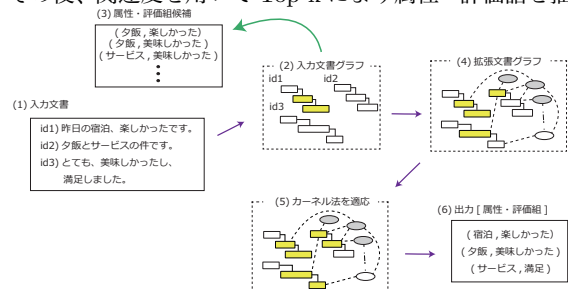 その後、関連度を用いて Top-k により属性・評価語を推
(3) 属性・評価組候補
( 夕飯 , 楽しかった )
( 夕飯 , 美味しかった )
( サービス , 美味しかった )
(2) 入力文書グラフ
id1
id2
id3
(4) 拡張文書グラフ
(1) 入力文書
id1) 昨日の宿泊、楽しかったです。
id2) 夕飯とサービスの件です。
id3) とても、美味しかったし、
満足しました。
(5) カーネル法を適応
(6) 出力 [ 属性・評価組 ]
( 宿泊 , 楽しかった )
( 夕飯 , 美味しかった )
( サービス , 満足 )